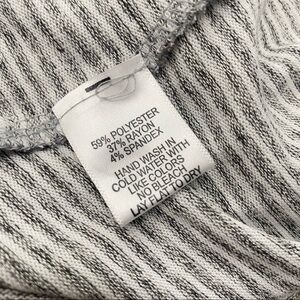 59% POLYESTER
37% RAYON
4% SPANDEX
HAND WASH IN
COLD WATER WITH
LIKE COLORS
NO BLEACH
LAY FLAT TO DRY